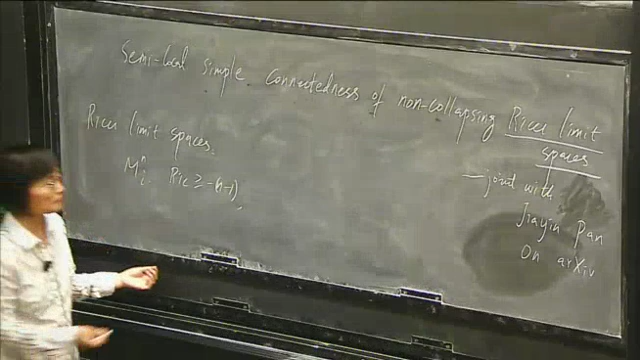 Semi-local simple connectedness of non-collapsing Ricci limit
spaces
— joint with
Jiayin Pan
On arXiv
Ricci limit spaces.
M_i^n. Ric ≥ -(n-1)